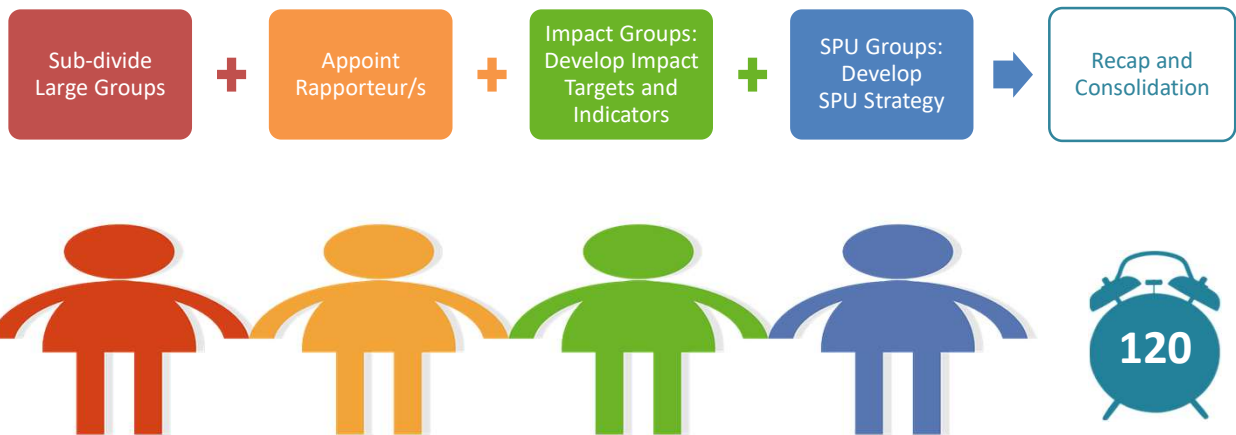 Sub-divide
Large Groups
Appoint
Rapporteur/s
Impact Groups:
Develop Impact
Targets and
Indicators
SPU Groups:
Develop
SPU Strategy
Recap and
Consolidation
120